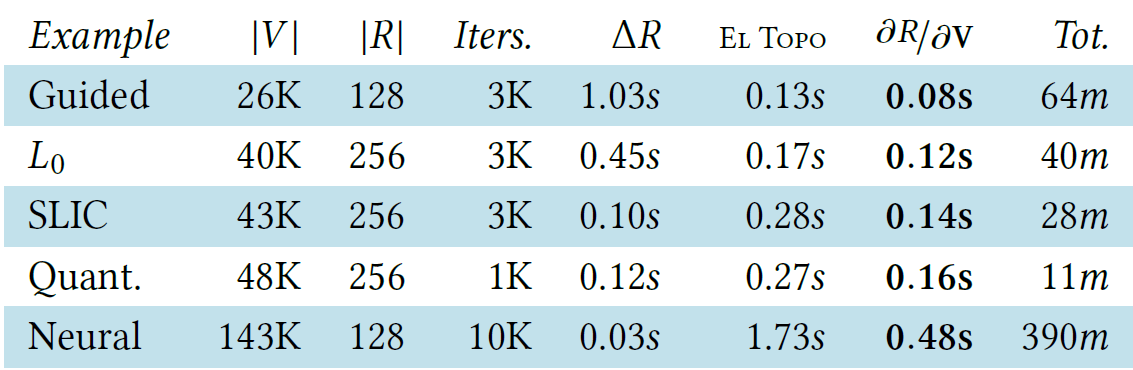 Example |V| |R| Iters. ΔR El Topo ∂R/∂V Tot.
Guided 26K 128 3K 1.03s 0.13s 0.08s 64m
L₀ 40K 256 3K 0.45s 0.17s 0.12s 40m
SLIC 43K 256 3K 0.10s 0.28s 0.14s 28m
Quant. 48K 256 1K 0.12s 0.27s 0.16s 11m
Neural 143K 128 10K 0.03s 1.73s 0.48s 390m